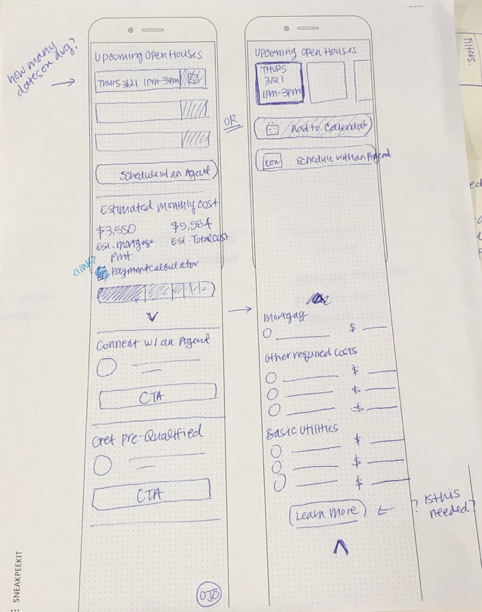 how many
dates on avg?
Upcoming Open Houses
THURS 3/21 1PM-3PM
Schedule w/ an Agent
Estimated Monthly Cost
$3,550
$5,584
Est. mortgage
pmt
Est. Total Cost
<link>
Payment calculator
Connect w/ an Agent
CTA
Get Pre-Qualified
CTA
OR
Upcoming Open Houses
THURS
3/21
1PM-3PM
Add to Calendar
ICON
Schedule with an Agent
Mortgage
$
Other required costs
$
$
$
Basic Utilities
$
$
$
Learn More
? Is this
needed?
SNEAKPEEKIT
Filters.